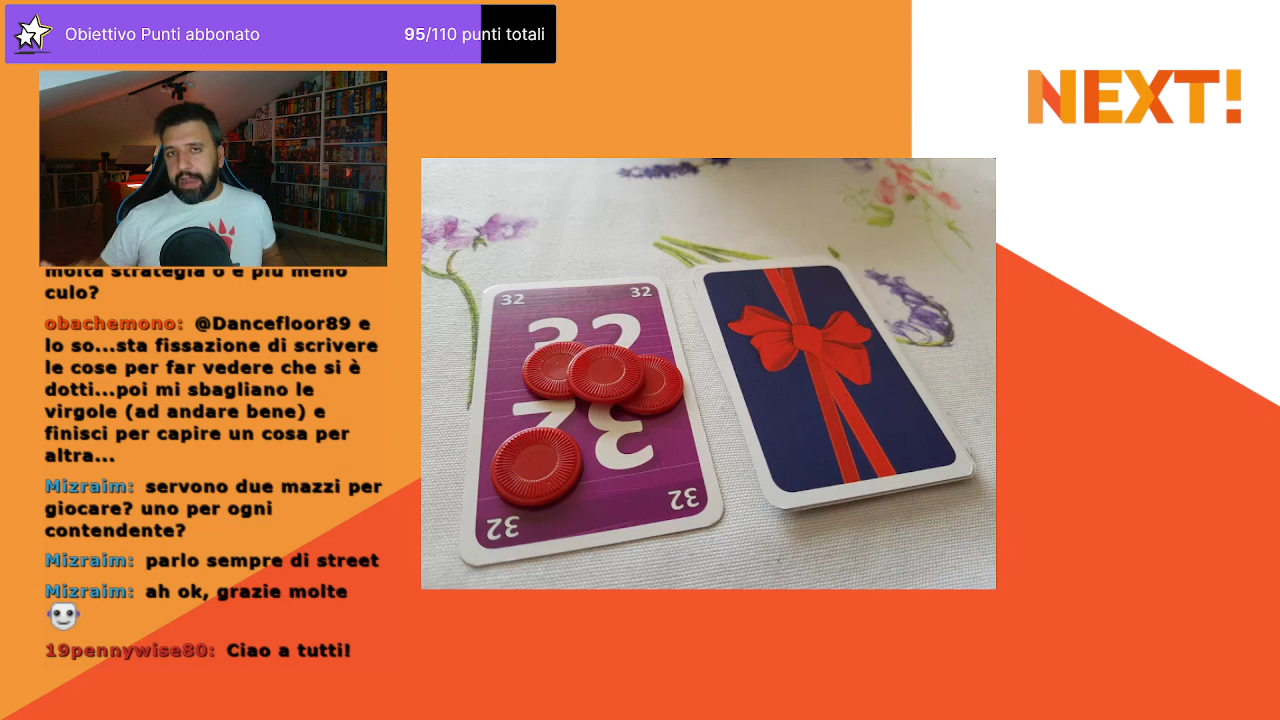 Obiettivo Punti abbonato
95/110 punti totali
NEXT!
molta strategia o è più meno
culo?
obachemono: @Dancefloor89 e
lo so...sta fissazione di scrivere
le cose per far vedere che si è
dotti...poi mi sbagliano le
virgole (ad andare bene) e
finisci per capire un cosa per
altra...
Mizraim: servono due mazzi per
giocare? uno per ogni
contendente?
Mizraim: parlo sempre di street
Mizraim: ah ok, grazie molte
19pennywise80: Ciao a tutti!
32
32
32
32
32
32